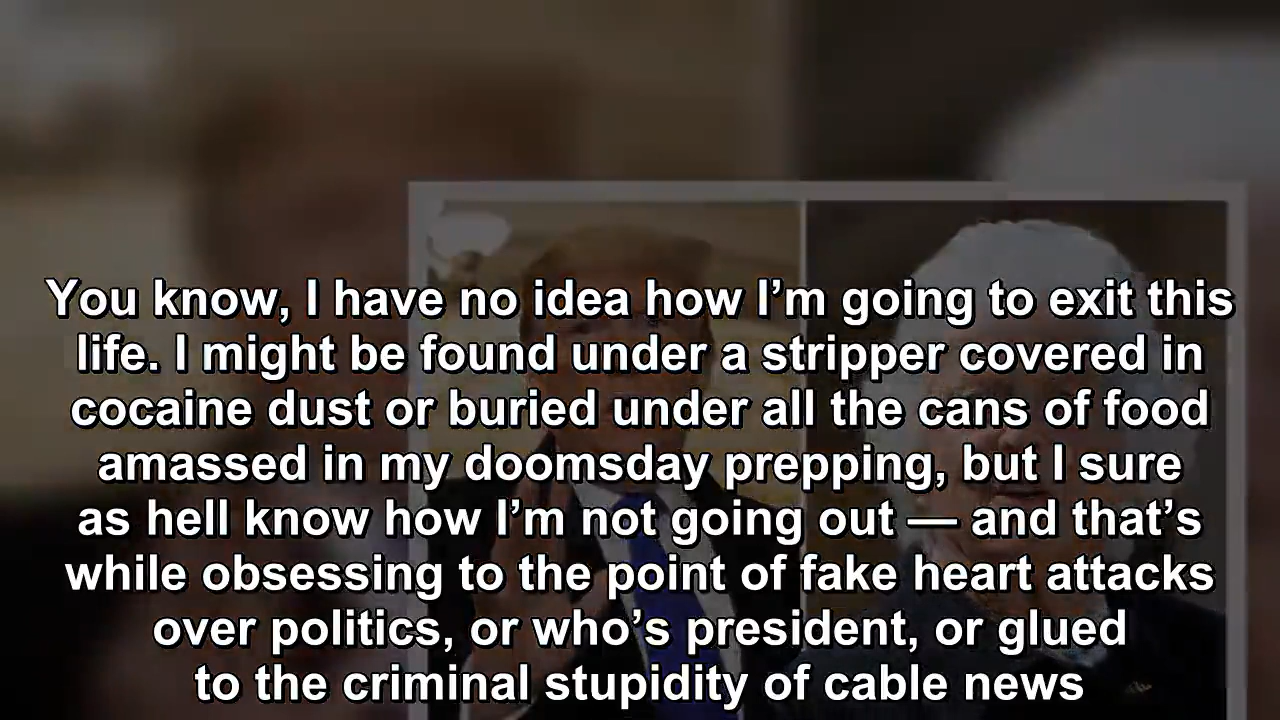 You know, I have no idea how I’m going to exit this
life. I might be found under a stripper covered in
cocaine dust or buried under all the cans of food
amassed in my doomsday prepping, but I sure
as hell know how I’m not going out — and that’s
while obsessing to the point of fake heart attacks
over politics, or who’s president, or glued
to the criminal stupidity of cable news